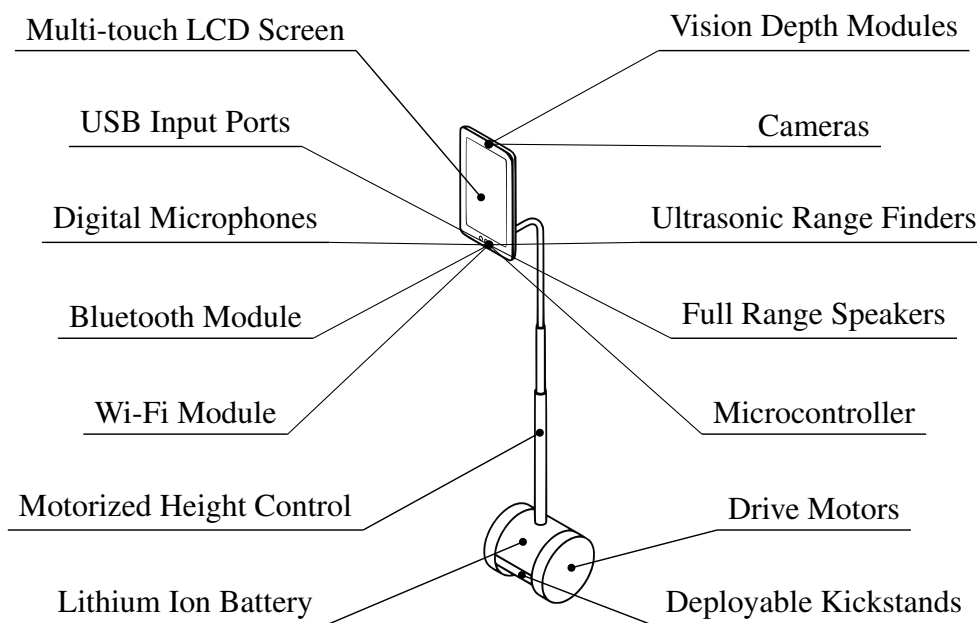 Multi-touch LCD Screen
Vision Depth Modules
USB Input Ports
Cameras
Digital Microphones
Ultrasonic Range Finders
Bluetooth Module
Full Range Speakers
Wi-Fi Module
Microcontroller
Motorized Height Control
Drive Motors
Lithium Ion Battery
Deployable Kickstands